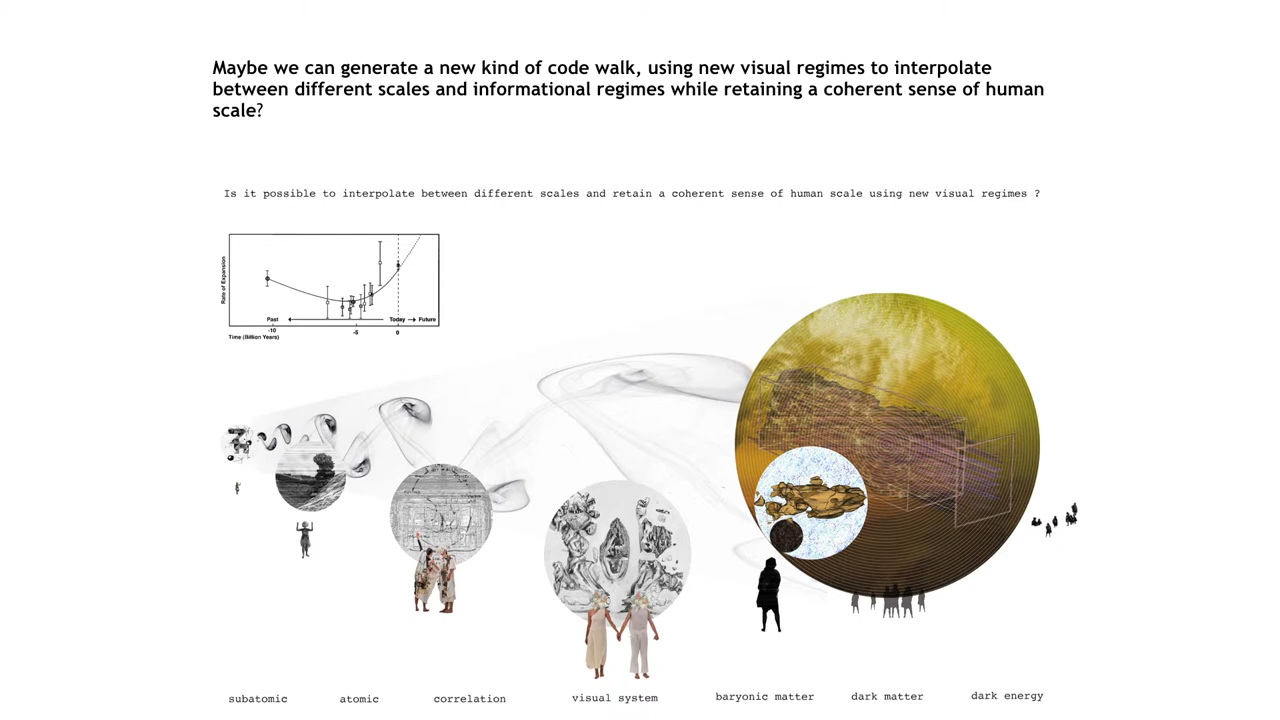 Maybe we can generate a new kind of code walk, using new visual regimes to interpolate
between different scales and informational regimes while retaining a coherent sense of human
scale?
Is it possible to interpolate between different scales and retain a coherent sense of human scale using new visual regimes ?
Rate of Expansion
Past Today Future
-10 -5 0
Time (Billion Years)
subatomic atomic correlation visual system baryonic matter dark matter dark energy